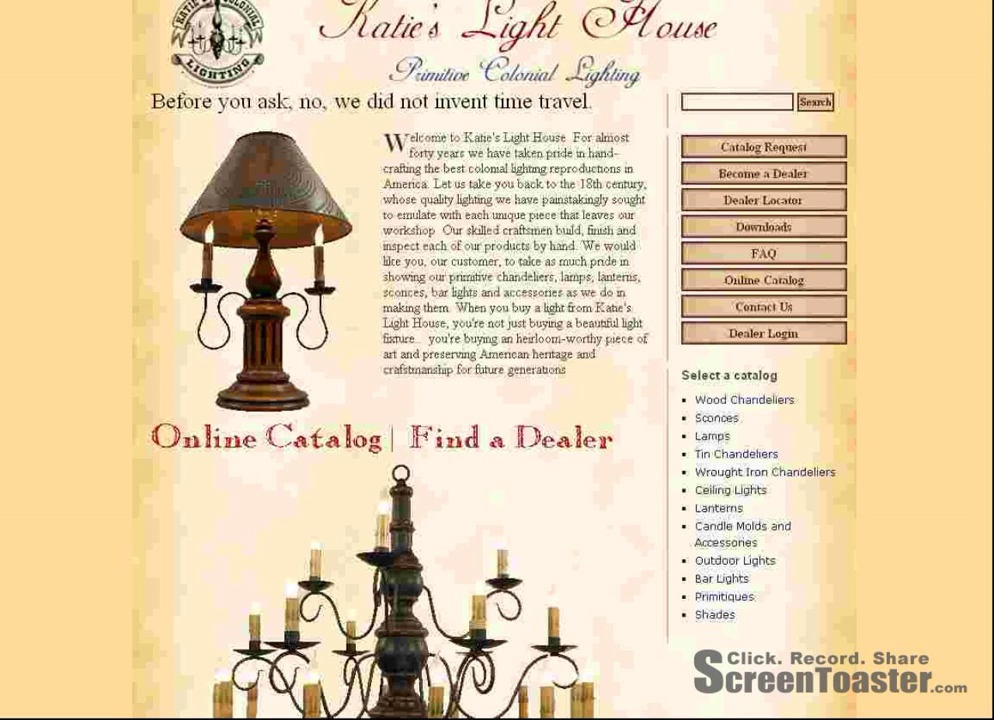 KATIE'S COLONIAL
LIGHTING
Katie's Light House
Primitive Colonial Lighting
Before you ask, no, we did not invent time travel.
Search
Welcome to Katie's Light House For almost
forty years we have taken pride in hand-
crafting the best colonial lighting reproductions in
America. Let us take you back to the 18th century,
whose quality lighting we have painstakingly sought
to emulate with each unique piece that leaves our
workshop Our skilled craftsmen build, finish and
inspect each of our products by hand. We would
like you, our customer, to take as much pride in
showing our primitive chandeliers, lamps, lanterns,
sconces, bar lights and accessories as we do in
making them. When you buy a light from Katie's
Light House, you're not just buying a beautiful light
fixture... you're buying an heirloom-worthy piece of
art and preserving American heritage and
craftsmanship for future generations
Catalog Request
Become a Dealer
Dealer Locator
Downloads
FAQ
Online Catalog
Contact Us
Dealer Login
Select a catalog
Wood Chandeliers
Sconces
Lamps
Tin Chandeliers
Wrought Iron Chandeliers
Ceiling Lights
Lanterns
Candle Molds and
Accessories
Outdoor Lights
Bar Lights
Primitiques
Shades
Online Catalog | Find a Dealer
Click. Record. Share
ScreenToaster.com